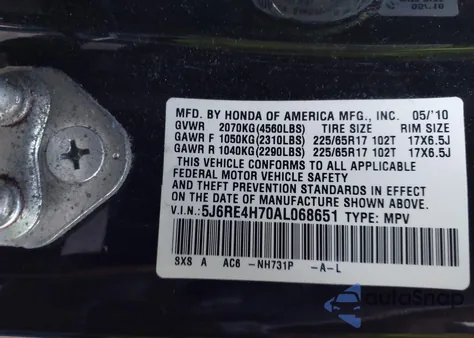 05/'10
MFD. BY HONDA OF AMERICA MFG., INC. 05/'10
GVWR 2070KG(4560LBS) TIRE SIZE RIM SIZE
GAWR F 1050KG(2310LBS) 225/65R17 102T 17X6.5J
GAWR R 1040KG(2290LBS) 225/65R17 102T 17X6.5J
THIS VEHICLE CONFORMS TO ALL APPLICABLE
FEDERAL MOTOR VEHICLE SAFETY
AND THEFT PREVENTION STANDARDS IN EFFECT
ON THE DATE OF MANUFACTURE SHOWN ABOVE.
V.I.N.:5J6RE4H70AL068651 TYPE: MPV
SXS A AC6 -NH731P -A-L
autoSnap